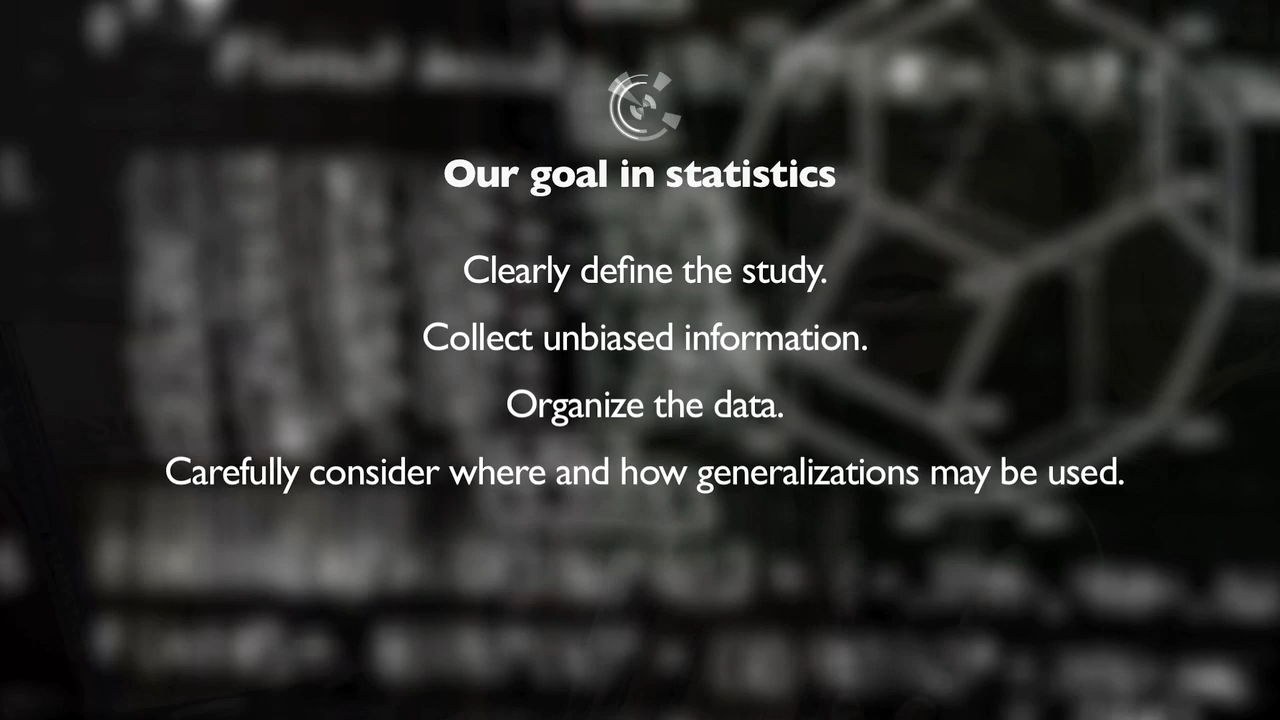 Our goal in statistics
Clearly define the study.
Collect unbiased information.
Organize the data.
Carefully consider where and how generalizations may be used.